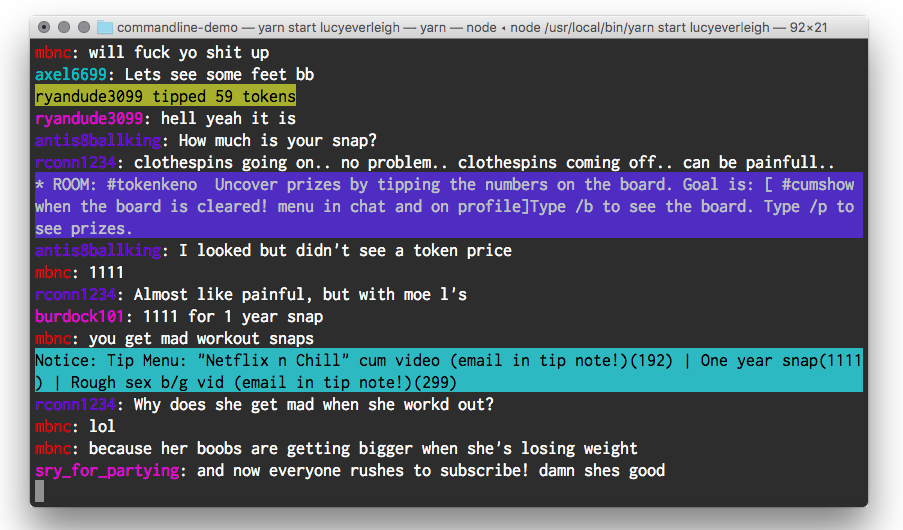 commandline-demo — yarn start lucyeverleigh — yarn — node ◂ node /usr/local/bin/yarn start lucyeverleigh — 92×21
mbnc: will fuck yo shit up
axel6699: Lets see some feet bb
ryandude3099 tipped 59 tokens
ryandude3099: hell yeah it is
antis8ballking: How much is your snap?
rconn1234: clothespins going on.. no problem.. clothespins coming off.. can be painfull..
* ROOM: #tokenkeno  Uncover prizes by tipping the numbers on the board. Goal is: [ #cumshow
when the board is cleared! menu in chat and on profile]Type /b to see the board. Type /p to
see prizes.
antis8ballking: I looked but didn't see a token price
mbnc: 1111
rconn1234: Almost like painful, but with moe l's
burdock101: 1111 for 1 year snap
mbnc: you get mad workout snaps
Notice: Tip Menu: "Netflix n Chill" cum video (email in tip note!)(192) | One year snap(1111
) | Rough sex b/g vid (email in tip note!)(299)
rconn1234: Why does she get mad when she workd out?
mbnc: lol
mbnc: because her boobs are getting bigger when she's losing weight
sry_for_partying: and now everyone rushes to subscribe! damn shes good